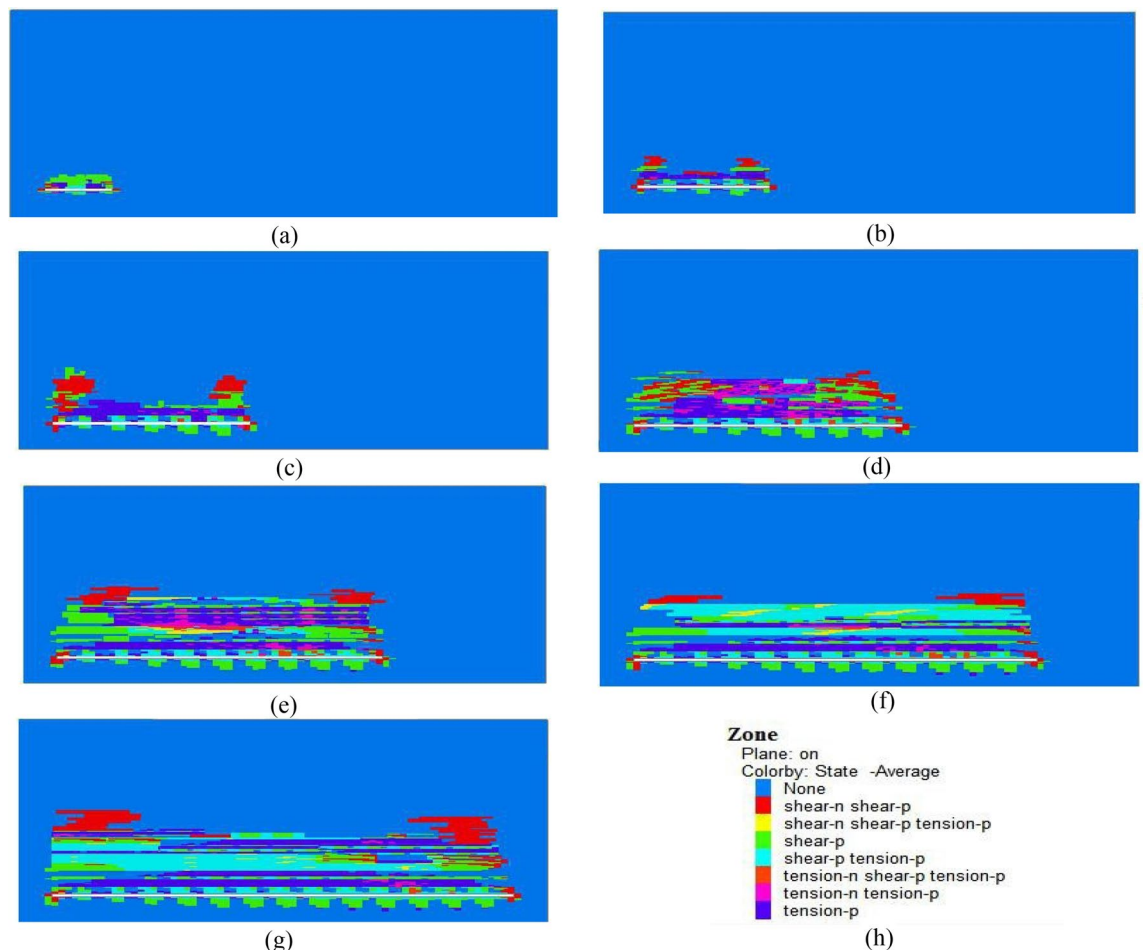 (a)
(b)
(c)
(d)
(e)
(f)
(g)
Zone
Plane: on
Colorby: State -Average
None
shear-n shear-p
shear-n shear-p tension-p
shear-p
shear-p tension-p
tension-n shear-p tension-p
tension-n tension-p
tension-p
(h)